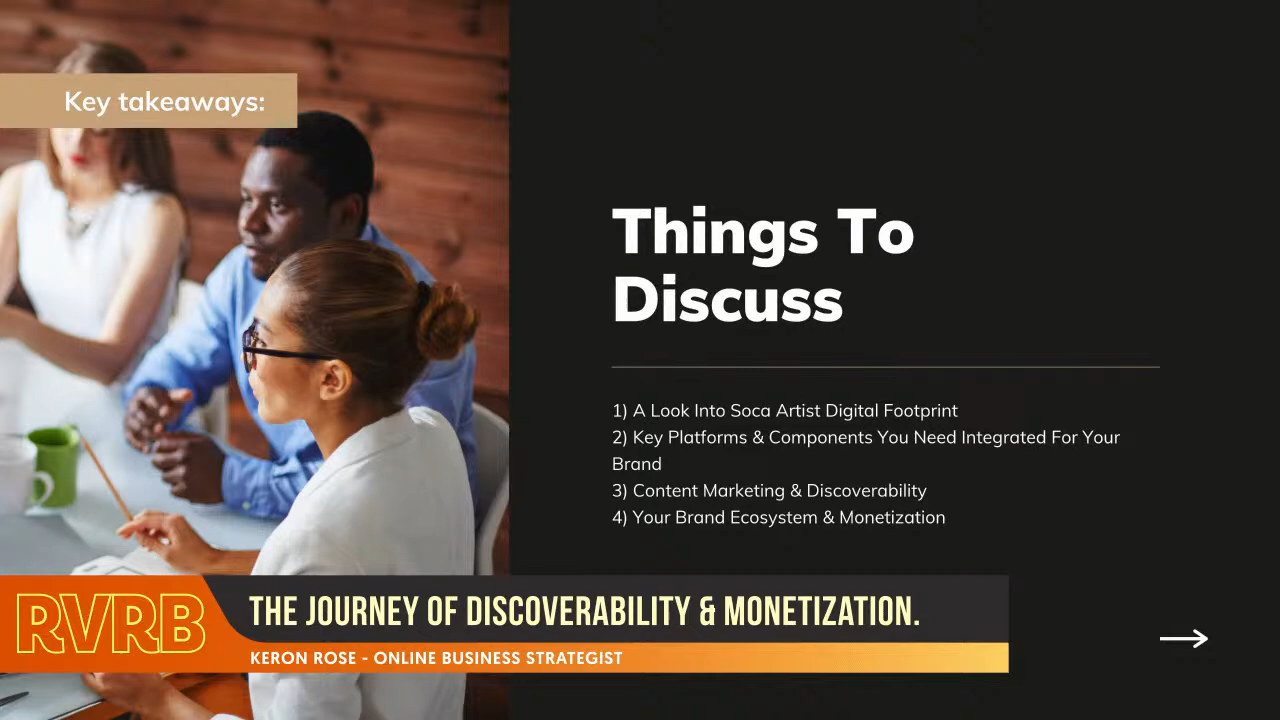 Key takeaways:
Things To
Discuss
1) A Look Into Soca Artist Digital Footprint
2) Key Platforms & Components You Need Integrated For Your
Brand
3) Content Marketing & Discoverability
4) Your Brand Ecosystem & Monetization
RVRB
THE JOURNEY OF DISCOVERABILITY & MONETIZATION.
KERON ROSE - ONLINE BUSINESS STRATEGIST